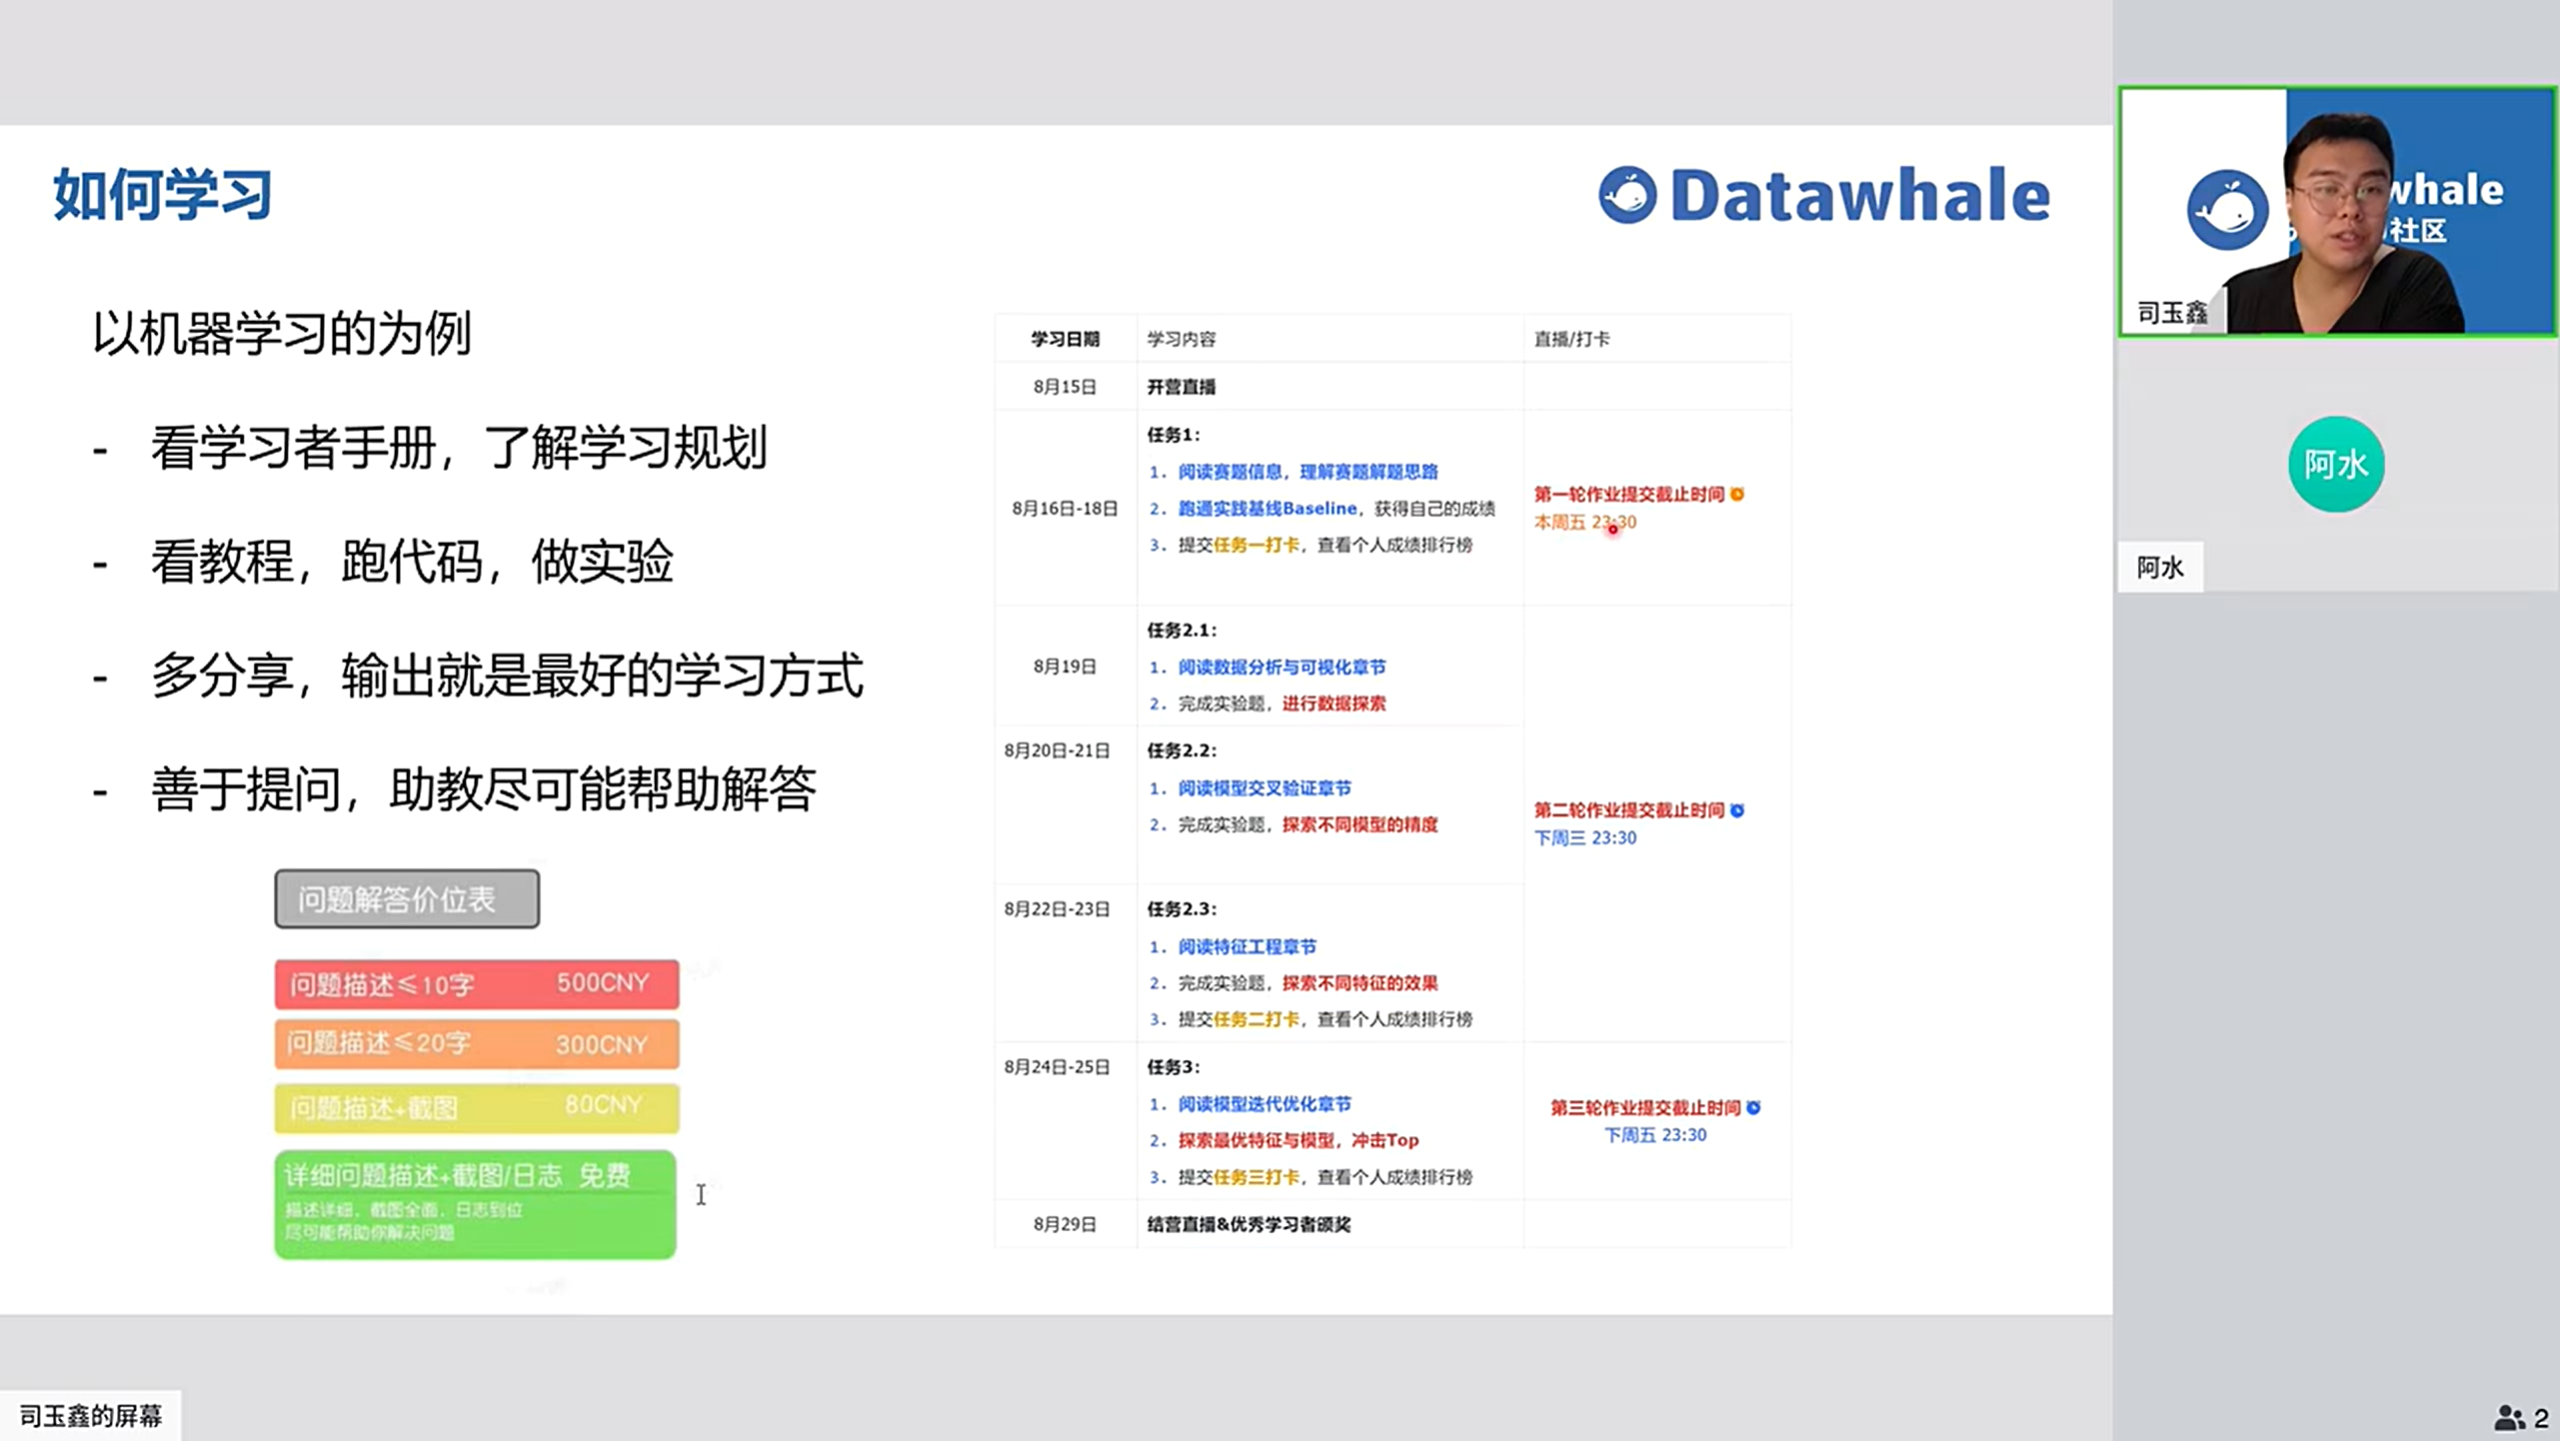 如何学习
Datawhale
以机器学习的为例
- 看学习者手册，了解学习规划
- 看教程，跑代码，做实验
- 多分享，输出就是最好的学习方式
- 善于提问，助教尽可能帮助解答
问题解答价位表
问题描述≤10字 500CNY
问题描述≤20字 300CNY
问题描述+截图 80CNY
详细问题描述+截图/日志 免费
描述详细、截图全面、日志到位
尽可能帮助你解决问题
学习日期 学习内容 直播/打卡
8月15日 开营直播
8月16日-18日
任务1：
1. 阅读赛题信息，理解赛题解题思路
2. 跑通实践基线Baseline，获得自己的成绩
3. 提交任务一打卡，查看个人成绩排行榜
第一轮作业提交截止时间
本周五 23:30
8月19日
任务2.1：
1. 阅读数据分析与可视化章节
2. 完成实验题，进行数据探索
8月20日-21日 任务2.2：
1. 阅读模型交叉验证章节
2. 完成实验题，探索不同模型的精度
第二轮作业提交截止时间
下周三 23:30
8月22日-23日 任务2.3：
1. 阅读特征工程章节
2. 完成实验题，探索不同特征的效果
3. 提交任务二打卡，查看个人成绩排行榜
8月24日-25日 任务3：
1. 阅读模型迭代优化章节
2. 探索最优特征与模型，冲击Top
3. 提交任务三打卡，查看个人成绩排行榜
第三轮作业提交截止时间
下周五 23:30
8月29日 结营直播&优秀学习者颁奖
whale
社区
司玉鑫
阿水
阿水
司玉鑫的屏幕
2